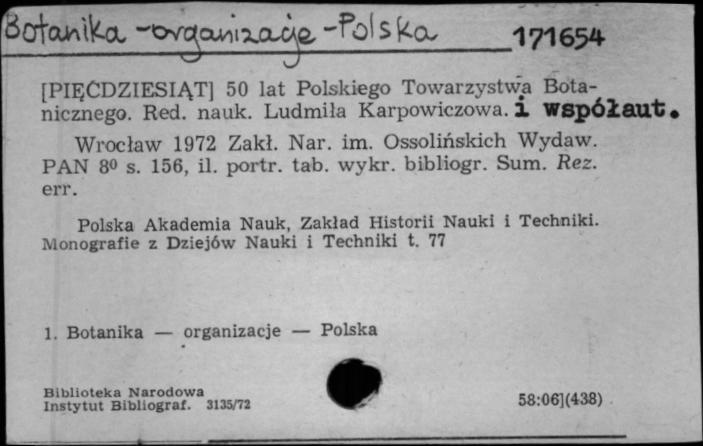 Botanika - organizacje - Polska
171654
[PIĘĆDZIESIĄT] 50 lat Polskiego Towarzystwa Bota-
nicznego. Red. nauk. Ludmiła Karpowiczowa. i współaut.
Wrocław 1972 Zakł. Nar. im. Ossolińskich Wydaw.
PAN 8⁰ s. 156, il. portr. tab. wykr. bibliogr. Sum. Rez.
err.
Polska Akademia Nauk, Zakład Historii Nauki i Techniki.
Monografie z Dziejów Nauki i Techniki t. 77
1. Botanika — organizacje — Polska
Biblioteka Narodowa
Instytut Bibliograf. 3135/72
58:06](438)